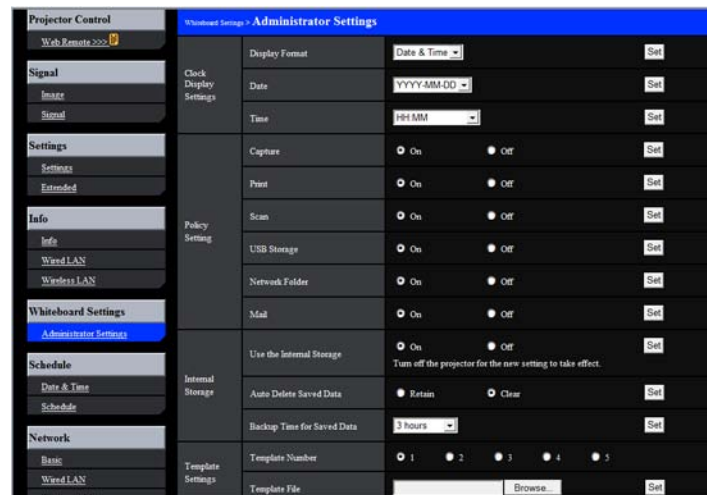 Projector Control
Web Remote >>>
Signal
Image
Signal
Settings
Settings
Extended
Info
Info
Wired LAN
Wireless LAN
Whiteboard Settings
Administrator Settings
Schedule
Date & Time
Schedule
Network
Basic
Wired LAN
Whiteboard Settings > Administrator Settings
Clock
Display
Settings
Display Format Date & Time Set
Date YYYY-MM-DD Set
Time HH:MM Set
Policy
Setting
Capture On Off Set
Print On Off Set
Scan On Off Set
USB Storage On Off Set
Network Folder On Off Set
Mail On Off Set
Internal
Storage
Use the Internal Storage On Off Set
Turn off the projector for the new setting to take effect.
Auto Delete Saved Data Retain Clear Set
Backup Time for Saved Data 3 hours Set
Template
Settings
Template Number 1 2 3 4 5
Template File Browse... Set